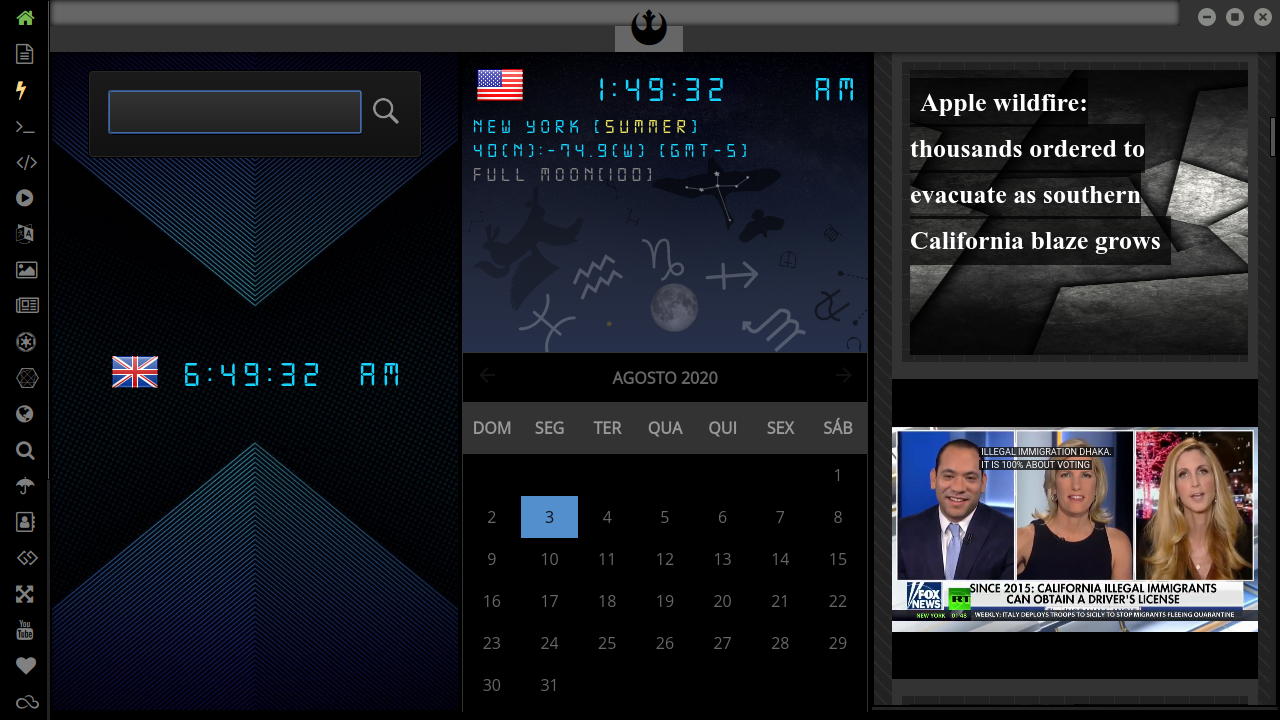 6:49:32 AM
1:49:32 AM
NEW YORK (SUMMER)
40(N):-74.9(W) (GMT-5)
FULL MOON(100)
AGOSTO 2020
DOM SEG TER QUA QUI SEX SÁB
1
2 3 4 5 6 7 8
9 10 11 12 13 14 15
16 17 18 19 20 21 22
23 24 25 26 27 28 29
30 31
Apple wildfire:
thousands ordered to
evacuate as southern
California blaze grows
ILLEGAL IMMIGRATION DHAKA.
IT IS 100% ABOUT VOTING
FOX NEWS
RT
SINCE 2015: CALIFORNIA ILLEGAL IMMIGRANTS
CAN OBTAIN A DRIVER'S LICENSE
NEW YORK 01:43 WEEKLY: ITALY DEPLOYS TROOPS TO SICILY TO STOP MIGRANTS FLEEING QUARANTINE
You
Tube